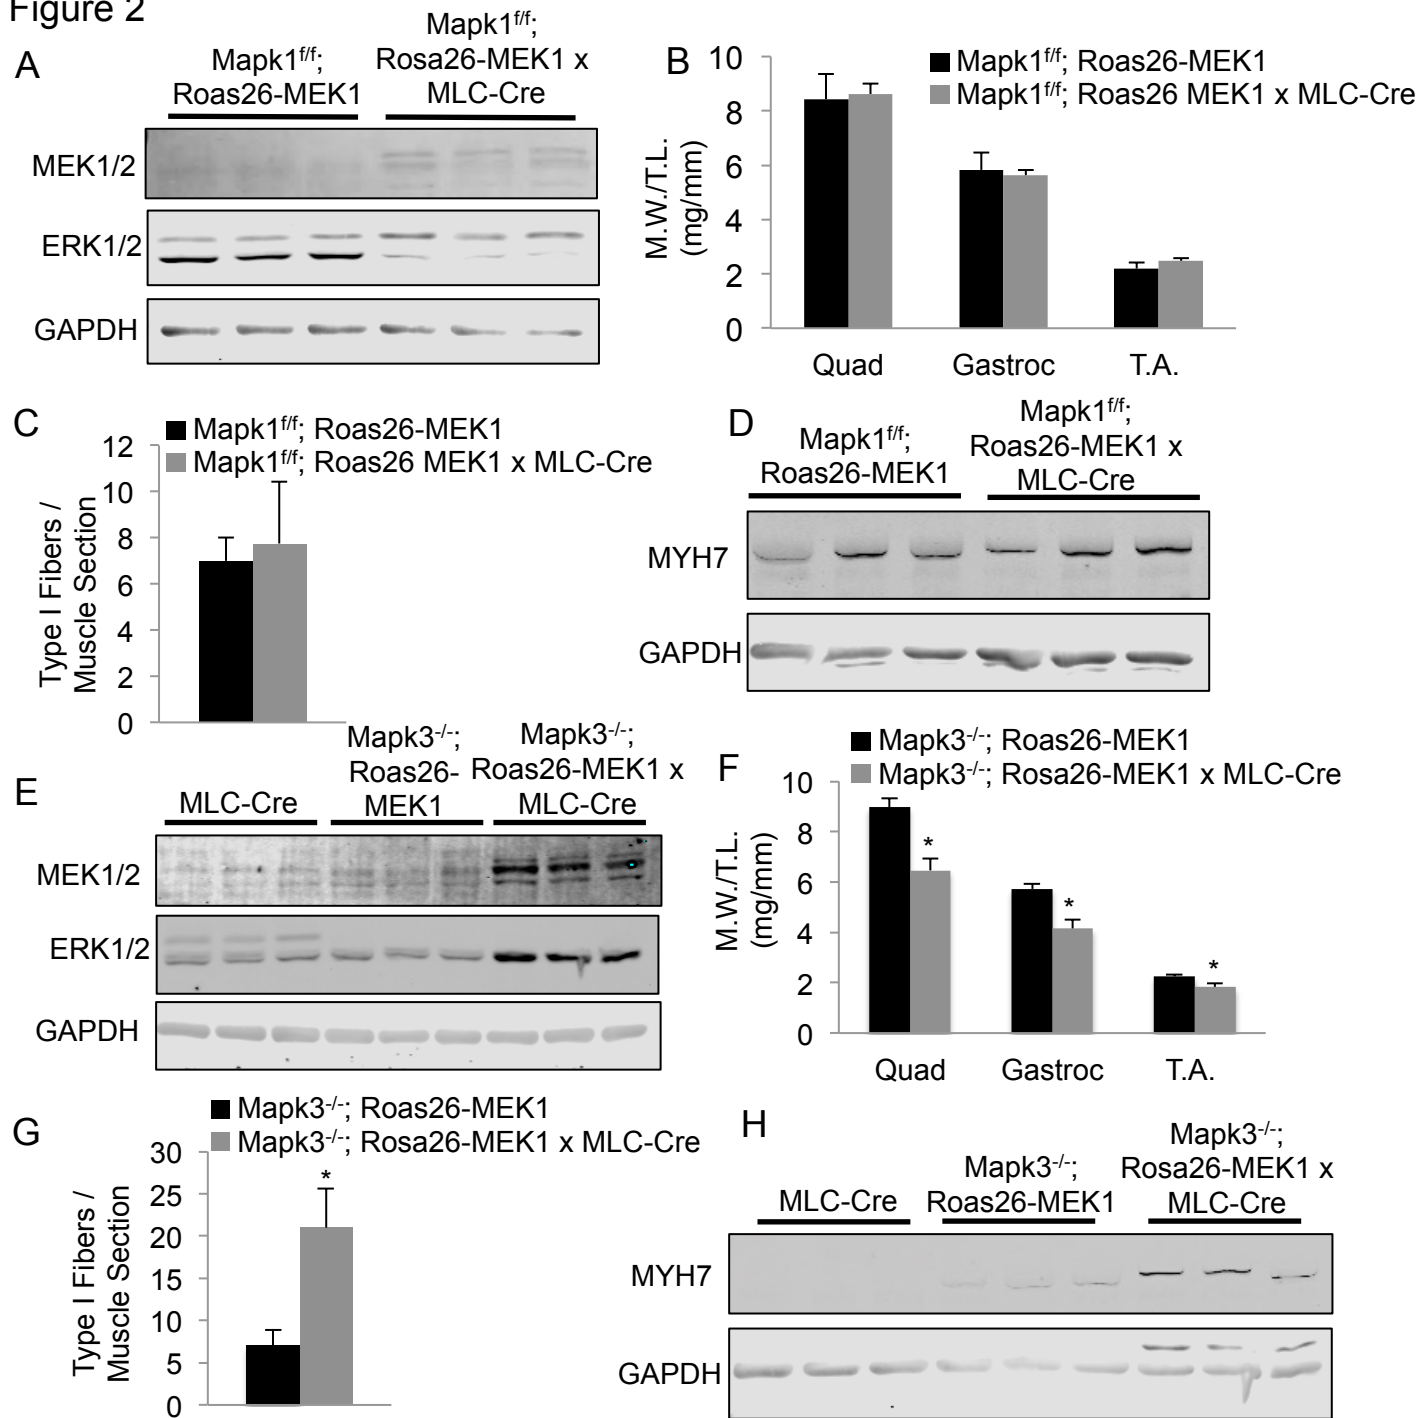 Figure 2
A
Mapk1f/f;
Roas26-MEK1
Mapk1f/f;
Rosa26-MEK1 x
MLC-Cre
MEK1/2
ERK1/2
GAPDH
B
Mapk1f/f; Roas26-MEK1
Mapk1f/f; Roas26 MEK1 x MLC-Cre
M.W./T.L.
(mg/mm)
10
8
6
4
2
0
Quad
Gastroc
T.A.
C
Mapk1f/f; Roas26-MEK1
Mapk1f/f; Roas26 MEK1 x MLC-Cre
Type I Fibers /
Muscle Section
12
10
8
6
4
2
0
D
Mapk1f/f;
Roas26-MEK1
Mapk1f/f;
Roas26-MEK1 x
MLC-Cre
MYH7
GAPDH
E
MLC-Cre
Mapk3-/-;
Roas26-
MEK1
Mapk3-/-;
Roas26-MEK1 x
MLC-Cre
MEK1/2
ERK1/2
GAPDH
F
Mapk3-/-; Roas26-MEK1
Mapk3-/-; Rosa26-MEK1 x MLC-Cre
M.W./T.L.
(mg/mm)
10
8
6
4
2
0
*
*
*
Quad
Gastroc
T.A.
G
Mapk3-/-; Roas26-MEK1
Mapk3-/-; Rosa26-MEK1 x MLC-Cre
Type I Fibers /
Muscle Section
30
25
20
15
10
5
0
*
H
MLC-Cre
Mapk3-/-;
Roas26-MEK1
Mapk3-/-;
Rosa26-MEK1 x
MLC-Cre
MYH7
GAPDH